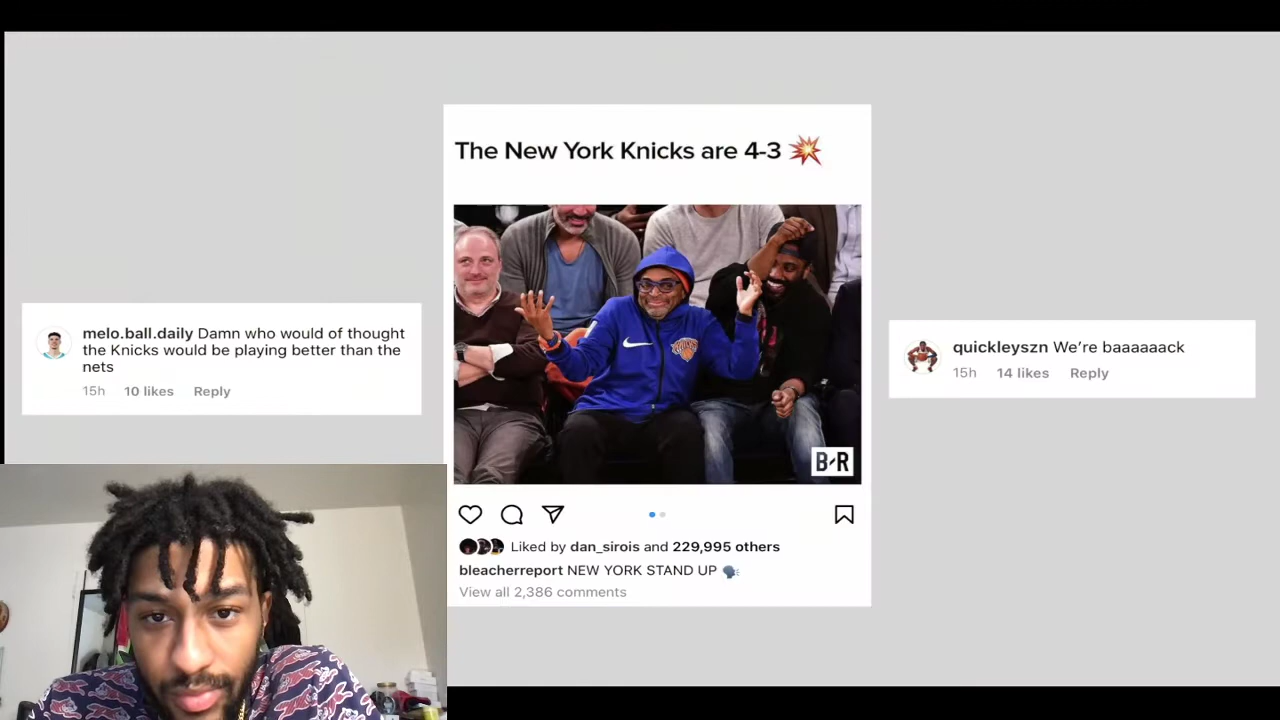 The New York Knicks are 4-3 💥
melo.ball.daily Damn who would of thought
the Knicks would be playing better than the
nets
15h 10 likes Reply
quickleyszn We’re baaaaaack
15h 14 likes Reply
B·R
Liked by dan_sirois and 229,995 others
bleacherreport NEW YORK STAND UP 🗣️
View all 2,386 comments